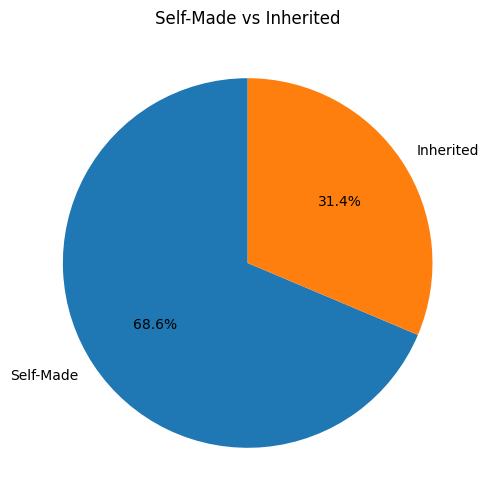 Self-Made vs Inherited
Inherited
31.4%
68.6%
Self-Made